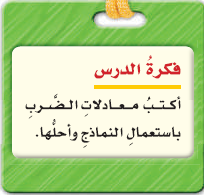 فكرةُ الدرس
أكتبُ معادلاتِ الضَّربِ
باستعمالِ النماذجِ وأحلُّها.